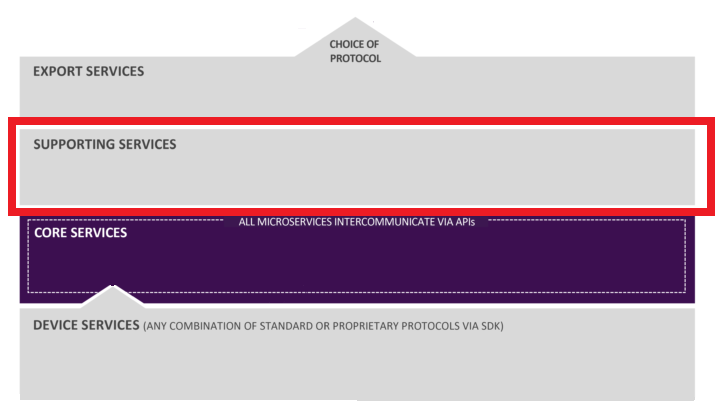 CHOICE OF
PROTOCOL
EXPORT SERVICES
SUPPORTING SERVICES
ALL MICROSERVICES INTERCOMMUNICATE VIA APIs
CORE SERVICES
DEVICE SERVICES (ANY COMBINATION OF STANDARD OR PROPRIETARY PROTOCOLS VIA SDK)